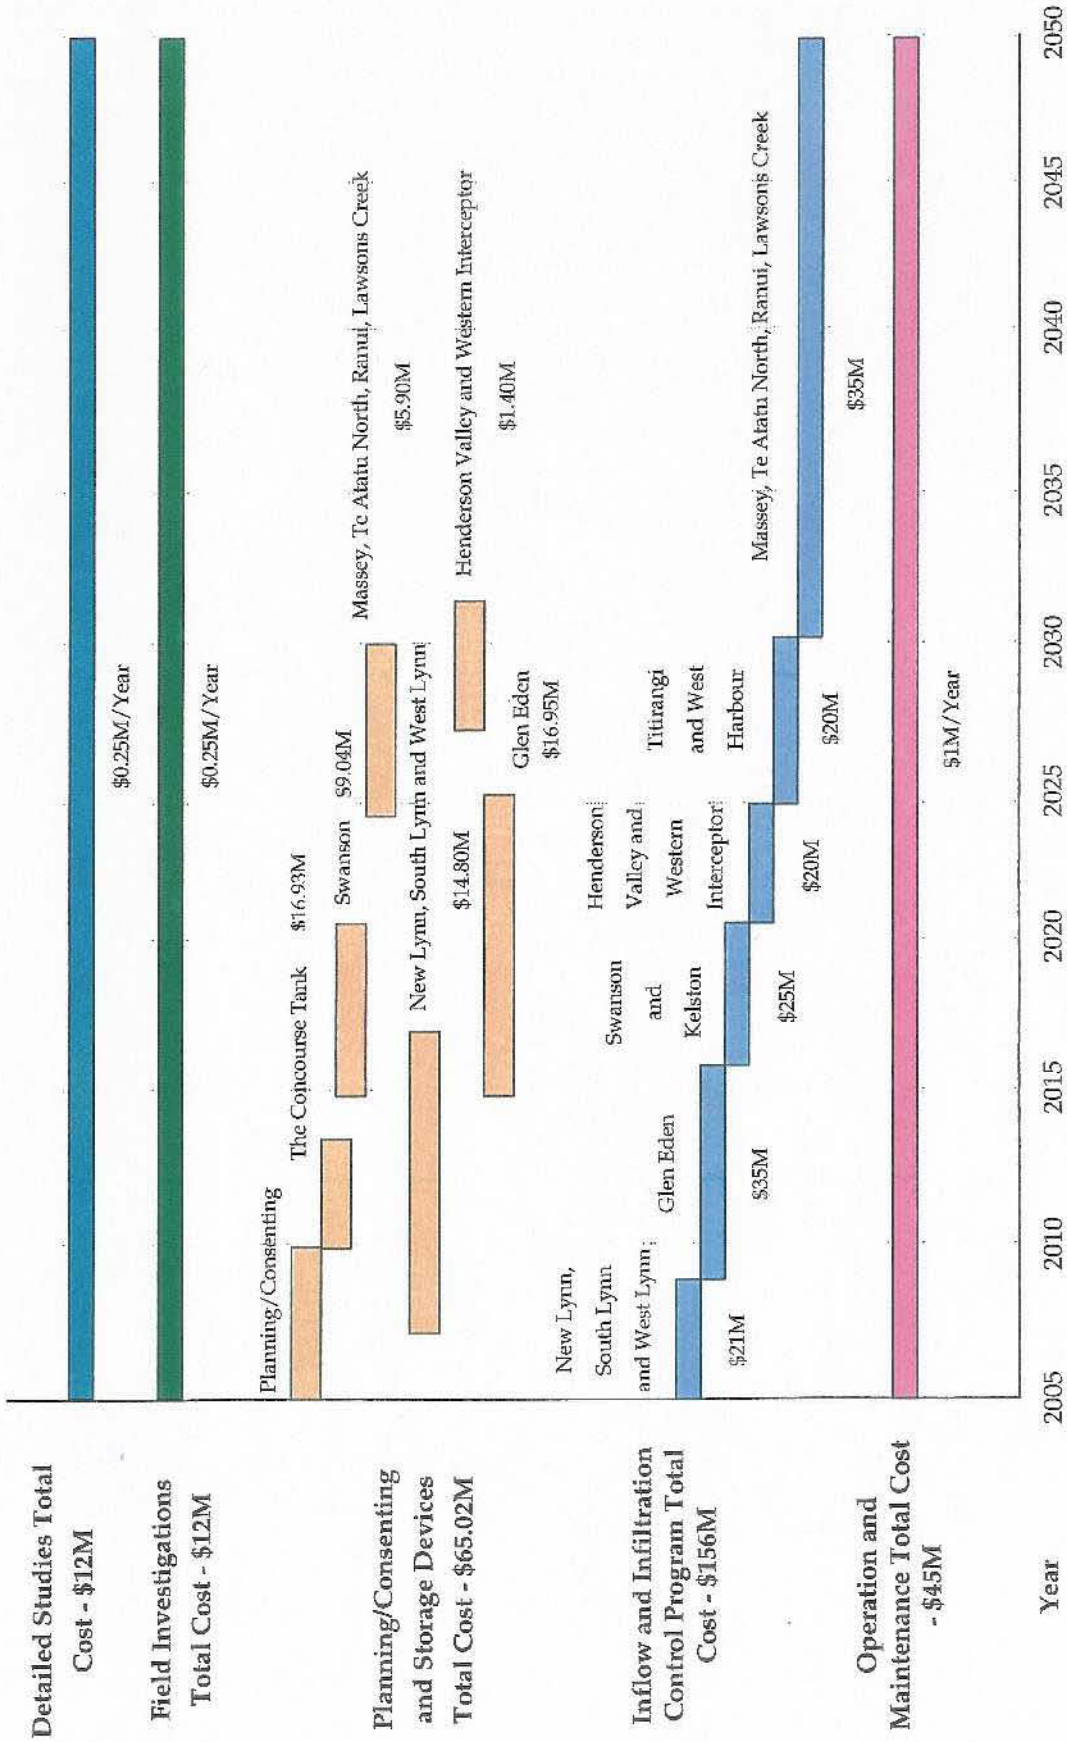 Detailed Studies Total
Cost - $12M
$0.25M/Year
Field Investigations
Total Cost - $12M
$0.25M/Year
Planning/Consenting
and Storage Devices
Total Cost - $65.02M
Planning/Consenting
The Concourse Tank $16.93M
Swanson $9.04M
Massey, Te Atatu North, Ranui, Lawsons Creek
$5.90M
New Lynn, South Lynn and West Lynn
$14.80M
Henderson Valley and Western Interceptor
$1.40M
Glen Eden
$16.95M
Inflow and Infiltration
Control Program Total
Cost - $156M
New Lynn,
South Lynn
and West Lynn
$21M
Glen Eden
$35M
Swanson
and
Kelston
$25M
Henderson
Valley and
Western
Interceptor
$20M
Titirangi
and West
Harbour
$20M
Massey, Te Atatu North, Ranui, Lawsons Creek
$35M
Operation and
Maintenance Total Cost
- $45M
$1M/Year
Year
2005 2010 2015 2020 2025 2030 2035 2040 2045 2050